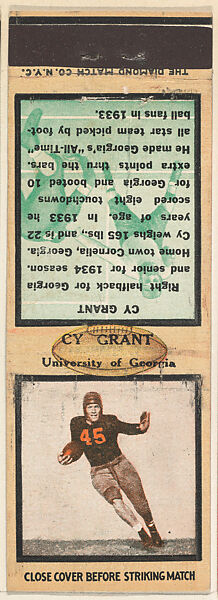 THE DIAMOND MATCH CO. N.Y.C.
CY GRANT
Right halfback for Georgia
and senior for 1934 season.
Home town, Cornelia, Georgia.
Cy weighs 165 lbs., and is 22
years of age. In 1933 he
scored eight touchdowns
for Georgia and booted 10
extra points thru the bars.
He made Georgia's "All-Time"
all star team picked by foot-
ball fans in 1933.
CY GRANT
University of Georgia
45
CLOSE COVER BEFORE STRIKING MATCH